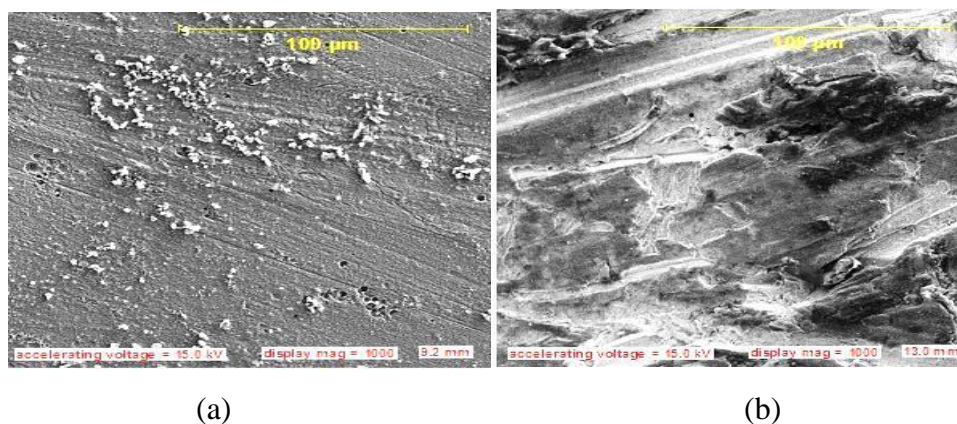 100 µm
100 µm
accelerating voltage = 15.0 kV display mag = 1000 9.2 mm
accelerating voltage = 15.0 kV display mag = 1000 13.0 mm
(a) (b)